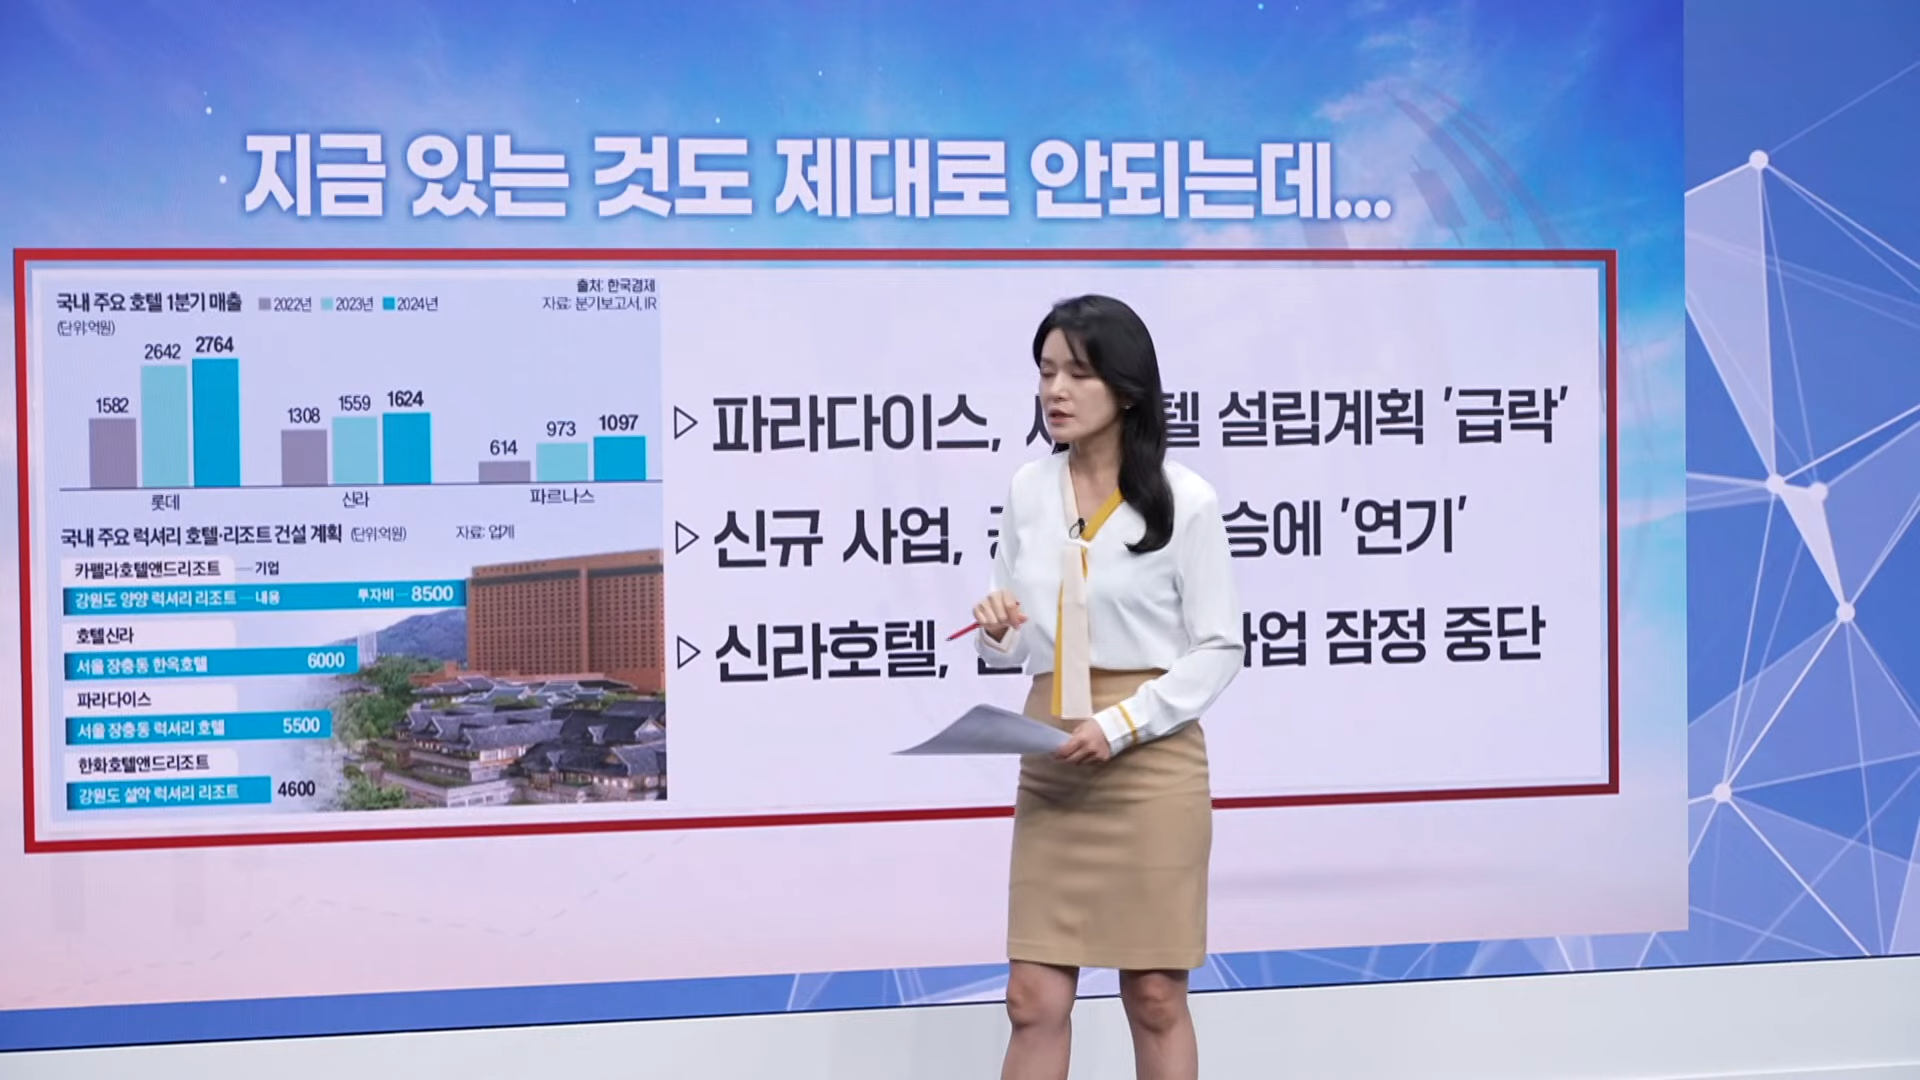 지금 있는 것도 제대로 안되는데...
국내 주요 호텔 1분기 매출 2022년 2023년 2024년
출처: 한국경제
자료: 분기보고서, IR
(단위:억원)
1582 2642 2764
1308 1559 1624
614 973 1097
롯데 신라 파르나스
국내 주요 럭셔리 호텔·리조트 건설 계획 (단위:억원) 자료: 업계
카펠라호텔앤드리조트 기업
강원도 양양 럭셔리 리조트 내용 투자비 8500
호텔신라
서울 장충동 한옥호텔 6000
파라다이스
서울 장충동 럭셔리 호텔 5500
한화호텔앤드리조트
강원도 설악 럭셔리 리조트 4600
▷ 파라다이스, 텔 설립계획 '급락'
▷ 신규 사업, 승에 '연기'
▷ 신라호텔, 업 잠정 중단